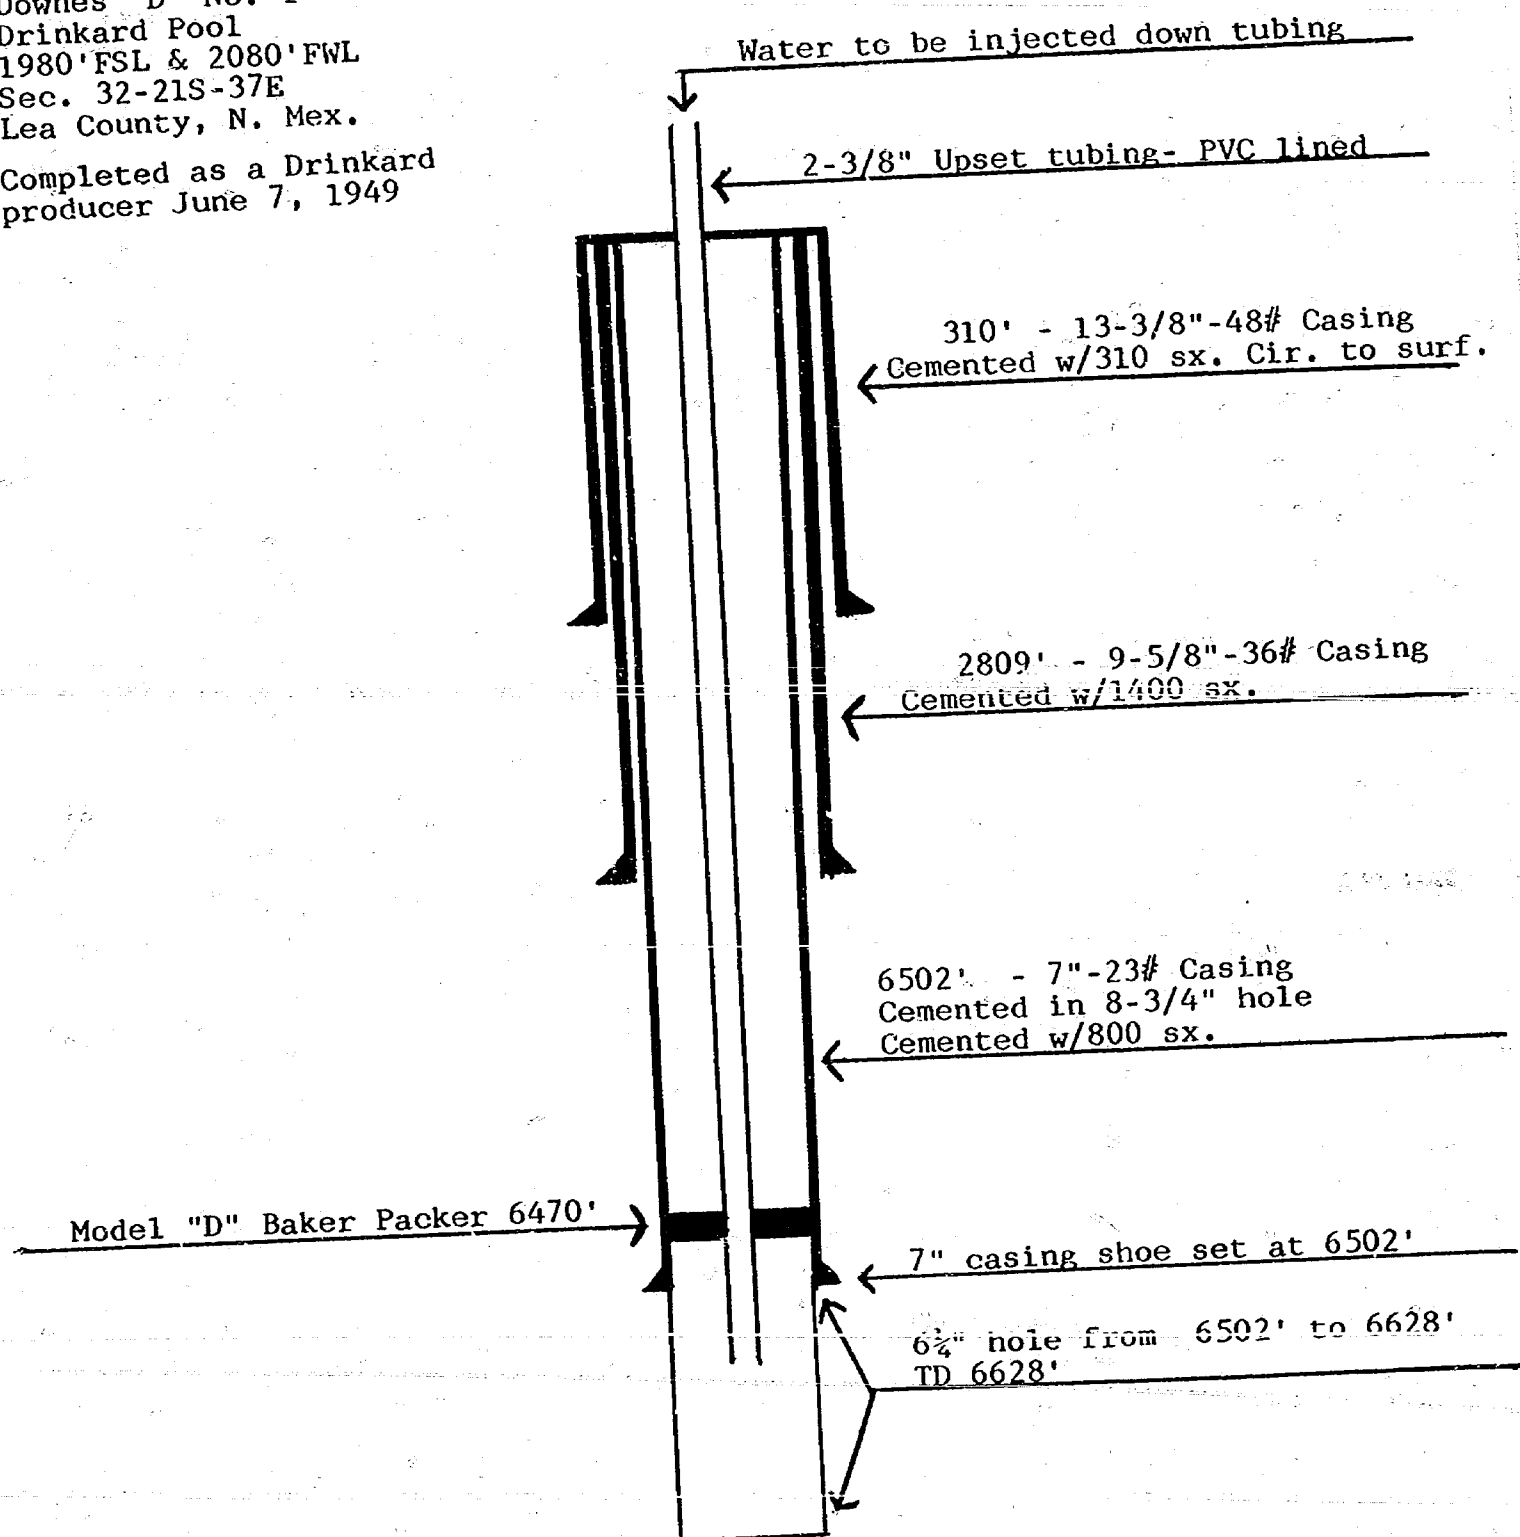 Downes "D" No.
Drinkard Pool
1980'FSL & 2080'FWL
Sec. 32-21S-37E
Lea County, N. Mex.
Completed as a Drinkard
producer June 7, 1949
Water to be injected down tubing
2-3/8" Upset tubing- PVC lined
310' - 13-3/8"-48# Casing
Cemented w/310 sx. Cir. to surf.
2809' - 9-5/8"-36# Casing
Cemented w/1400 sx.
6502' - 7"-23# Casing
Cemented in 8-3/4" hole
Cemented w/800 sx.
Model "D" Baker Packer 6470'
7" casing shoe set at 6502'
6¼" hole from 6502' to 6628'
TD 6628'